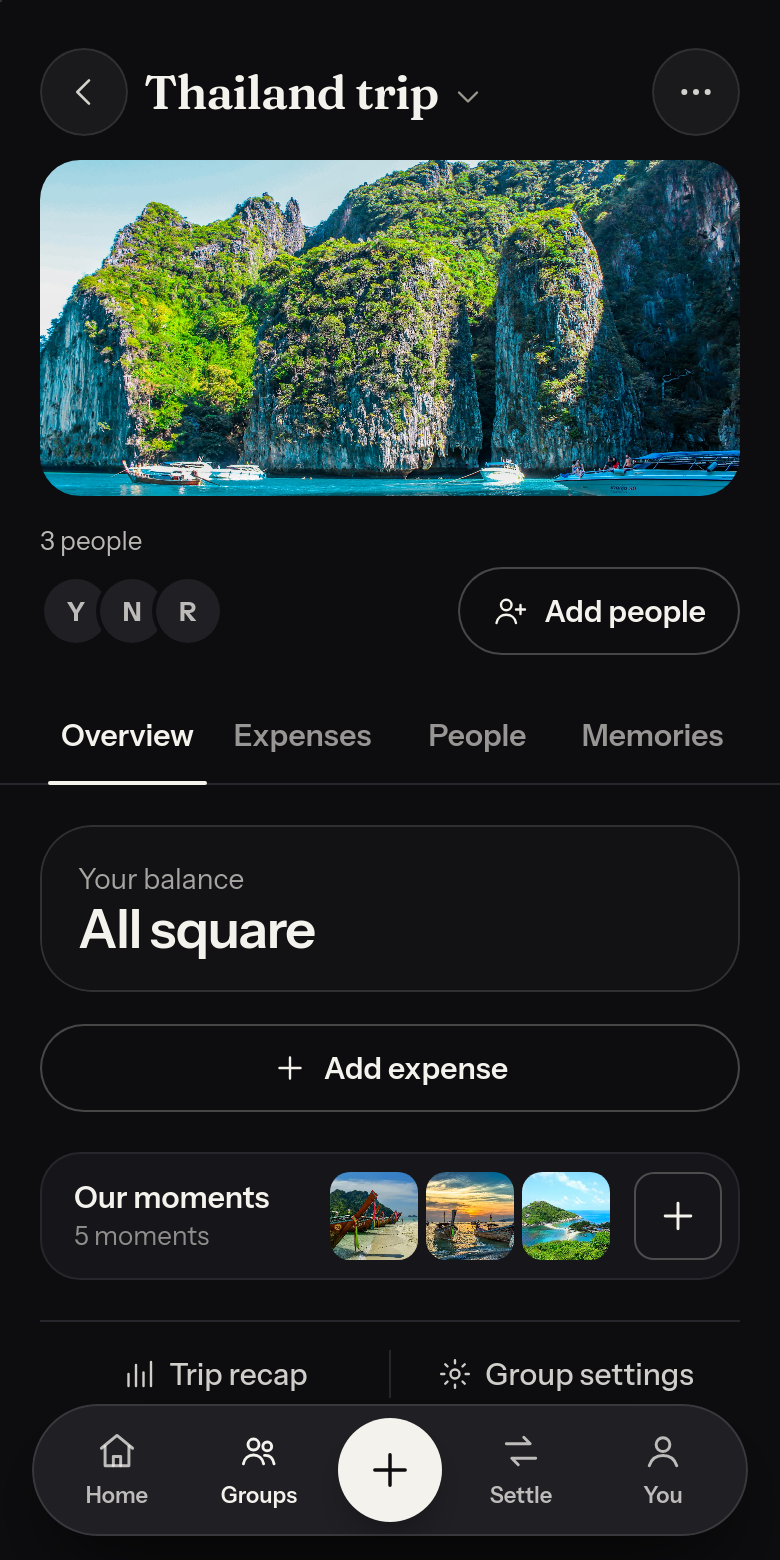 Thailand trip
3 people
Y N R
Add people
Overview Expenses People Memories
Your balance
All square
Add expense
Our moments
5 moments
Trip recap Group settings
Home Groups Settle You